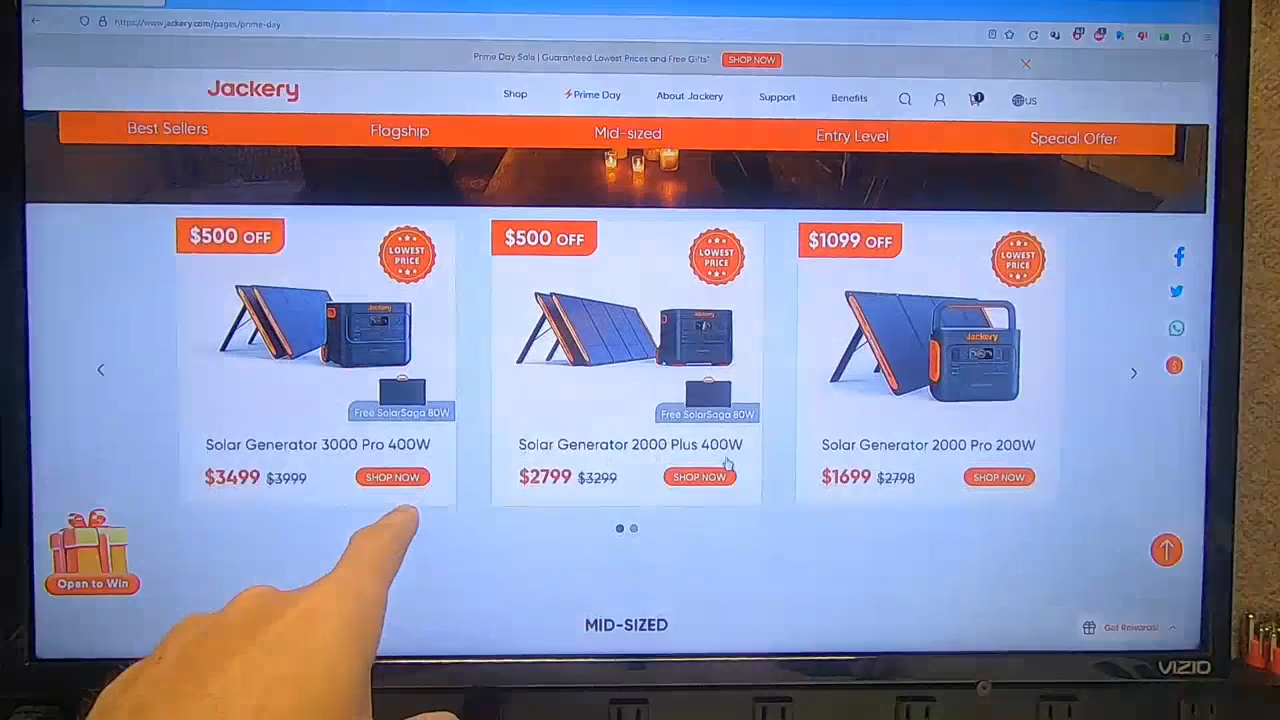 https://www.jackery.com/pages/prime-day
Prime Day Sale | Guaranteed Lowest Prices and Free Gifts* SHOP NOW
Jackery Shop Prime Day About Jackery Support Benefits 1 US
Best Sellers Flagship Mid-sized Entry Level Special Offer
$500 OFF LOWEST PRICE $500 OFF LOWEST PRICE $1099 OFF LOWEST PRICE
Jackery Jackery Jackery
Free SolarSaga 80W Free SolarSaga 80W
Solar Generator 3000 Pro 400W Solar Generator 2000 Plus 400W Solar Generator 2000 Pro 200W
$3499 $3999 SHOP NOW $2799 $3299 SHOP NOW $1699 $2798 SHOP NOW
Open to Win
MID-SIZED
Get Rewards!
VIZIO